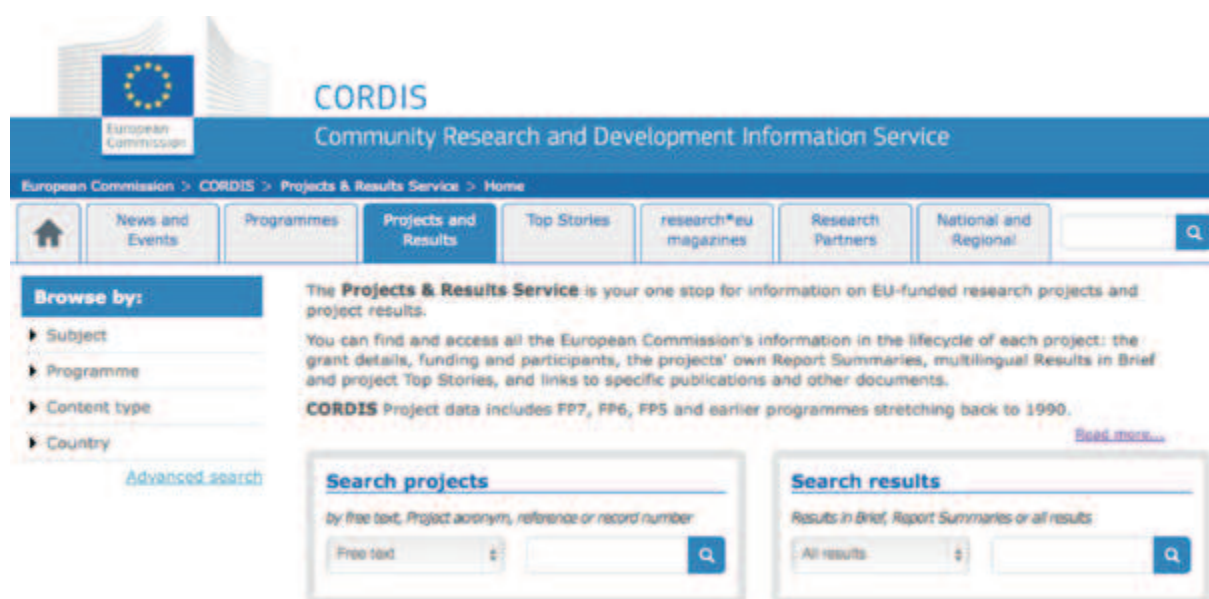 CORDIS
European
Commission
Community Research and Development Information Service
European Commission > CORDIS > Projects & Results Service > Home
News and
Events
Programmes
Projects and
Results
Top Stories
research*eu
magazines
Research
Partners
National and
Regional
Browse by:
Subject
Programme
Content type
Country
Advanced search
The Projects & Results Service is your one stop for information on EU-funded research projects and
project results.
You can find and access all the European Commission's information in the lifecycle of each project: the
grant details, funding and participants, the projects' own Report Summaries, multilingual Results in Brief
and project Top Stories, and links to specific publications and other documents.
CORDIS Project data includes FP7, FP6, FP5 and earlier programmes stretching back to 1990.
Read more...
Search projects
by free text, Project acronym, reference or record number
Free text
Search results
Results in Brief, Report Summaries or all results
All results